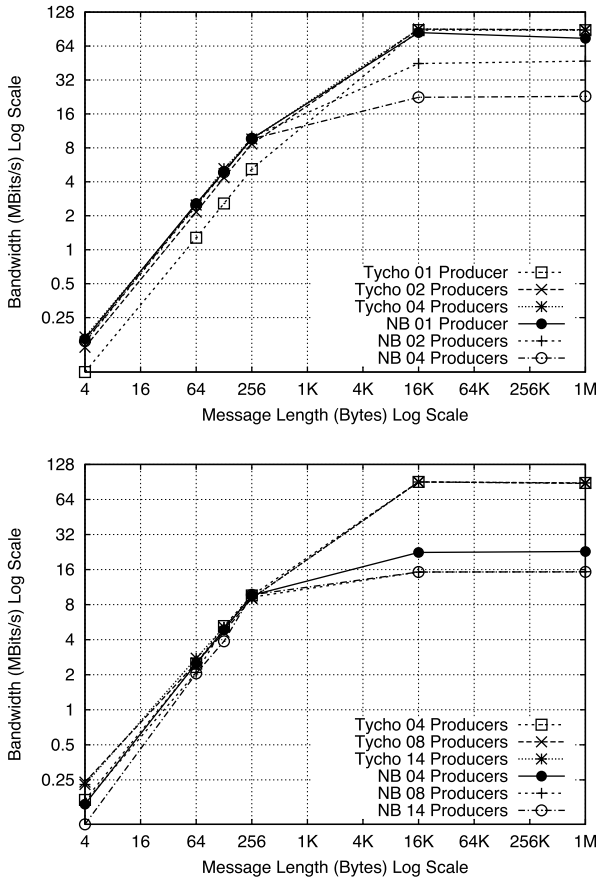 128
64
32
16
8
4
2
1
0.5
0.25
Bandwidth (MBits/s) Log Scale
Tycho 01 Producer
Tycho 02 Producers
Tycho 04 Producers
NB 01 Producer
NB 02 Producers
NB 04 Producers
4 16 64 256 1K 4K 16K 64K 256K 1M
Message Length (Bytes) Log Scale
128
64
32
16
8
4
2
1
0.5
0.25
Bandwidth (MBits/s) Log Scale
Tycho 04 Producers
Tycho 08 Producers
Tycho 14 Producers
NB 04 Producers
NB 08 Producers
NB 14 Producers
4 16 64 256 1K 4K 16K 64K 256K 1M
Message Length (Bytes) Log Scale